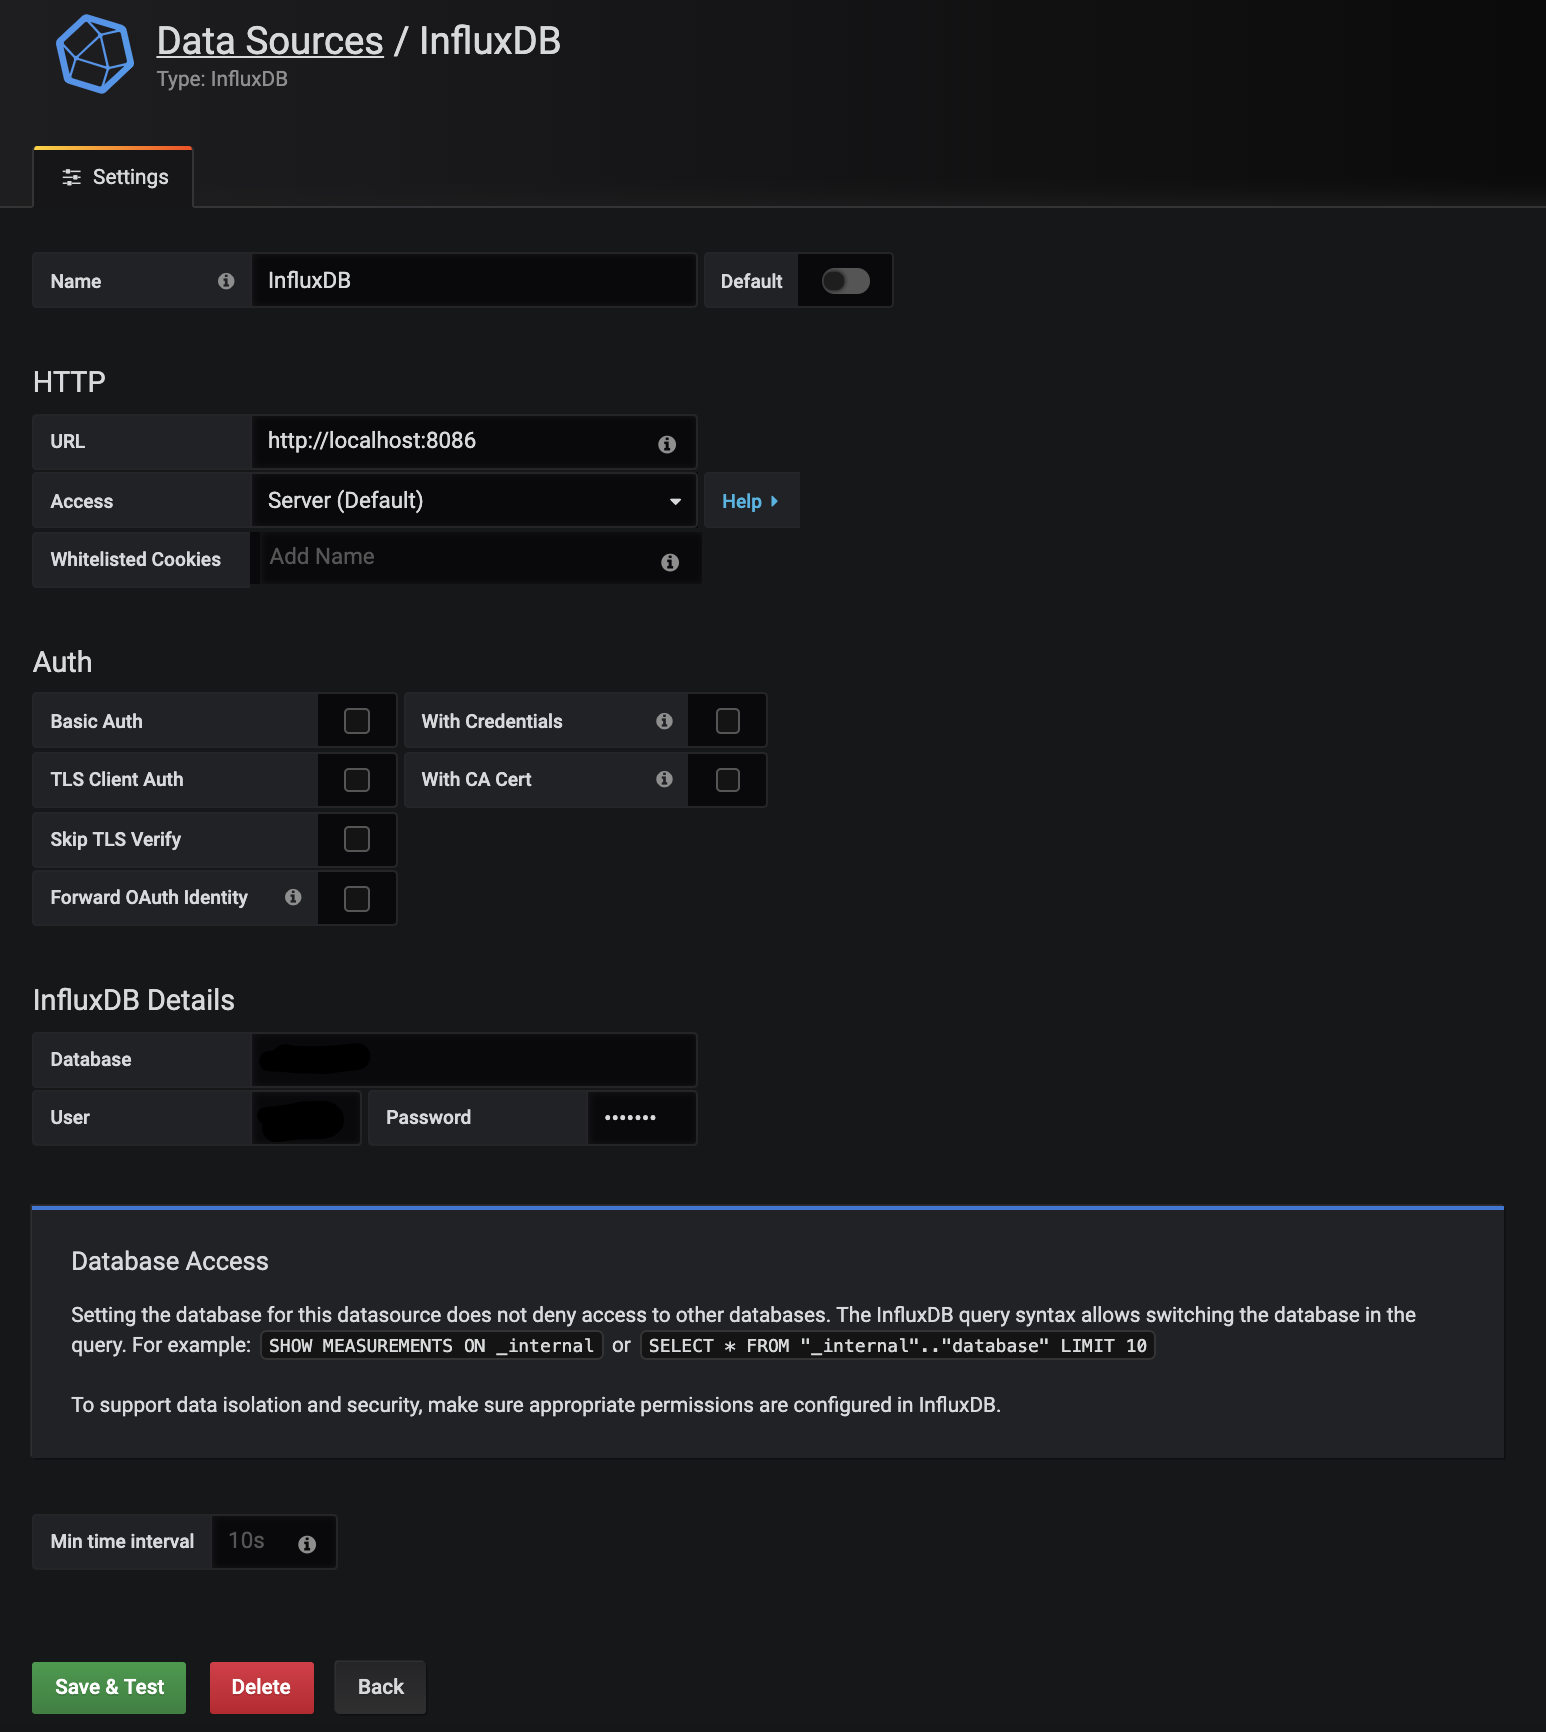 Data Sources / InfluxDB
Type: InfluxDB
Settings
Name InfluxDB Default
HTTP
URL http://localhost:8086
Access Server (Default) Help
Whitelisted Cookies Add Name
Auth
Basic Auth With Credentials
TLS Client Auth With CA Cert
Skip TLS Verify
Forward OAuth Identity
InfluxDB Details
Database
User Password •••••••
Database Access
Setting the database for this datasource does not deny access to other databases. The InfluxDB query syntax allows switching the database in the
query. For example: SHOW MEASUREMENTS ON _internal or SELECT * FROM "_internal".."database" LIMIT 10
To support data isolation and security, make sure appropriate permissions are configured in InfluxDB.
Min time interval 10s
Save & Test Delete Back